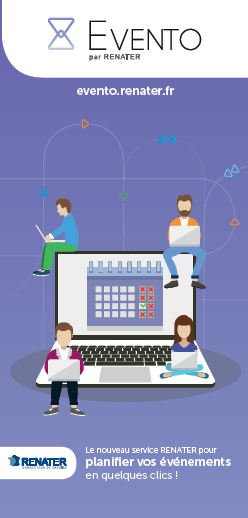 EVENTO
par RENATER
evento.renater.fr
RENATER
Le nouveau service RENATER pour
planifier vos événements
en quelques clics !